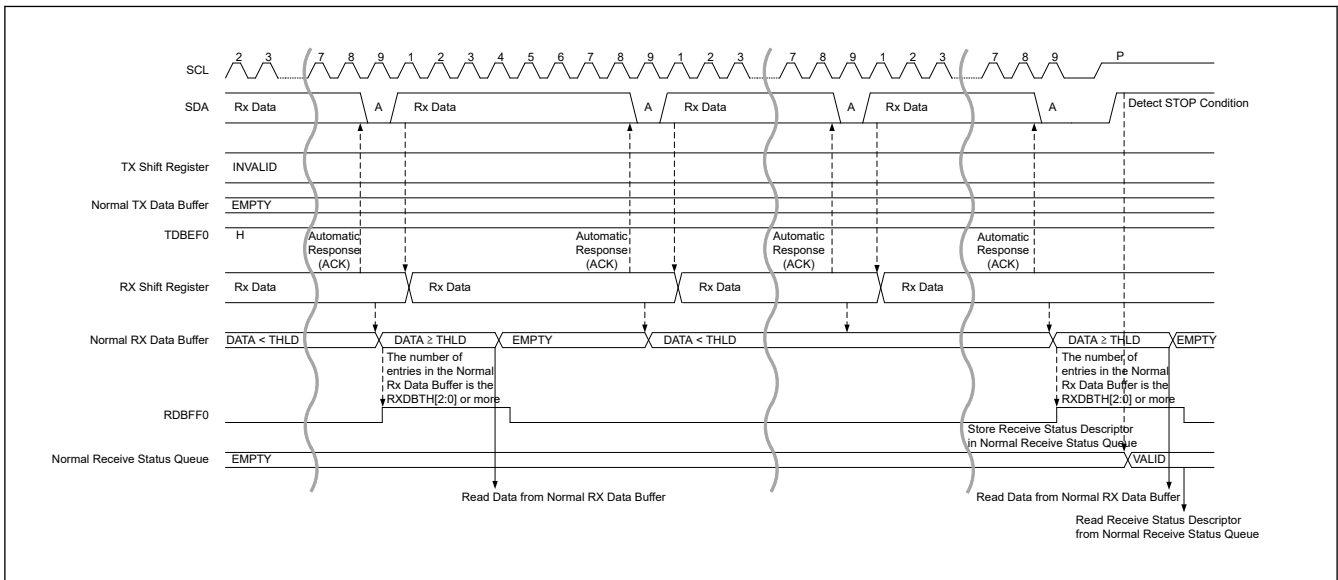 SCL 2 3 7 8 9 1 2 3 4 5 6 7 8 9 1 2 3 7 8 9 1 2 3 7 8 9 P
SDA Rx Data A Rx Data A Rx Data A Rx Data A Detect STOP Condition
TX Shift Register INVALID
Normal TX Data Buffer EMPTY
TDBEF0 H
Automatic Automatic Automatic Automatic
Response Response Response Response
(ACK) (ACK) (ACK) (ACK)
RX Shift Register Rx Data Rx Data Rx Data Rx Data
Normal RX Data Buffer DATA < THLD DATA ≥ THLD EMPTY DATA < THLD DATA ≥ THLD EMPTY
The number of The number of
entries in the Normal entries in the Normal
Rx Data Buffer is the Rx Data Buffer is the
RXDBTH[2:0] or more RXDBTH[2:0] or more
RDBFF0
Store Receive Status Descriptor
in Normal Receive Status Queue
Normal Receive Status Queue EMPTY VALID
Read Data from Normal RX Data Buffer Read Data from Normal RX Data Buffer
Read Receive Status Descriptor
from Normal Receive Status Queue